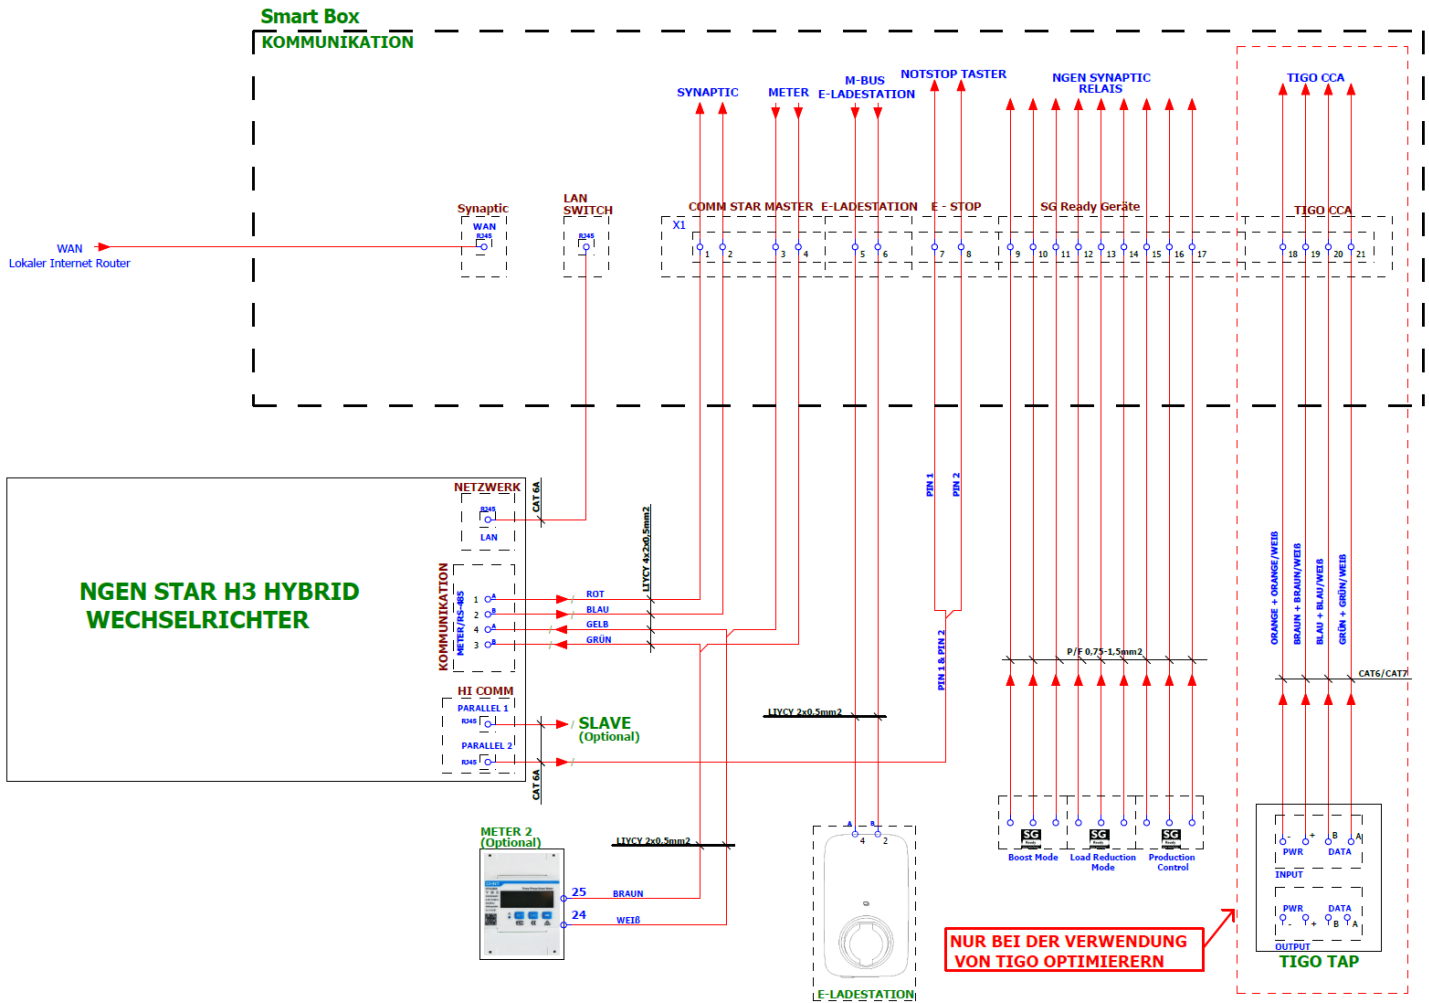 Smart Box
KOMMUNIKATION
SYNAPTIC
METER
M-BUS
E-LADESTATION
NOTSTOP TASTER
NGEN SYNAPTIC
RELAIS
TIGO CCA
Synaptic
WAN
RJ45
LAN
SWITCH
RJ45
COMM STAR MASTER
E-LADESTATION
E - STOP
SG Ready Geräte
TIGO CCA
X1
1 2 3 4 5 6 7 8 9 10 11 12 13 14 15 16 17 18 19 20 21
WAN
Lokaler Internet Router
NETZWERK
RJ45
LAN
CAT 6A
NGEN STAR H3 HYBRID
WECHSELRICHTER
KOMMUNIKATION
METER/RS-485
1 A
2 B
4 A
3 B
ROT
BLAU
GELB
GRÜN
LIYCY 4x2x0,5mm2
HI COMM
PARALLEL 1
RJ45
PARALLEL 2
RJ45
CAT 6A
SLAVE
(Optional)
PIN 1
PIN 2
PIN 1 & PIN 2
P/F 0,75-1,5mm2
ORANGE + ORANGE/WEIß
BRAUN + BRAUN/WEIß
BLAU + BLAU/WEIß
GRÜN + GRÜN/WEIß
CAT6/CAT7
LIYCY 2x0.5mm2
METER 2
(Optional)
LIYCY 2x0.5mm2
25
BRAUN
24
WEIß
A B
4 2
E-LADESTATION
SG
Ready
SG
Ready
SG
Ready
Boost Mode
Load Reduction
Mode
Production
Control
- + B A
PWR DATA
INPUT
PWR DATA
- + B A
OUTPUT
TIGO TAP
NUR BEI DER VERWENDUNG
VON TIGO OPTIMIERERN